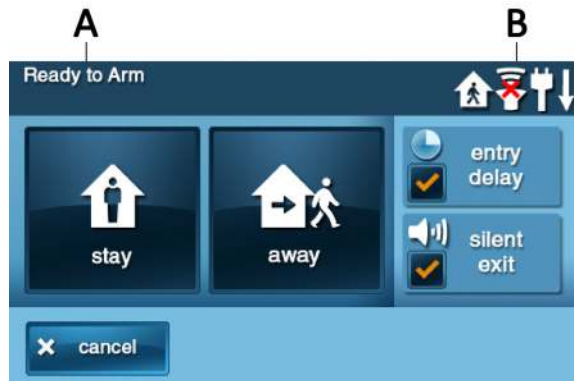 A B
Ready to Arm
entry
delay
stay
away
silent
exit
cancel